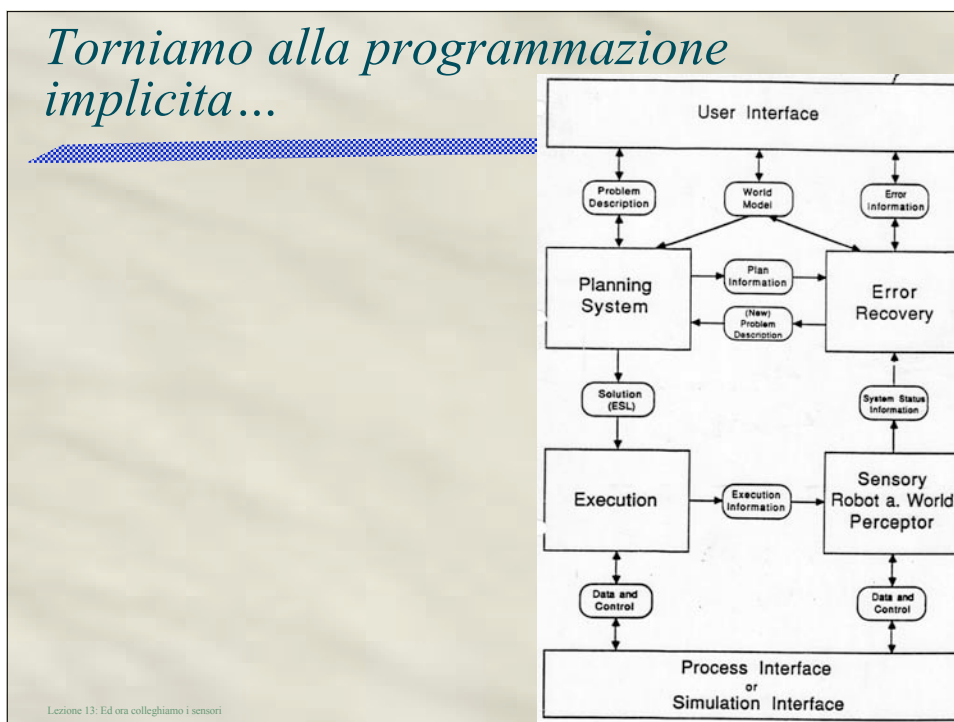 Torniamo alla programmazione
implicita...
User Interface
Problem
Description
World
Model
Error
Information
Planning
System
Plan
Information
(New)
Problem
Description
Error
Recovery
Solution
(ESL)
System Status
Information
Execution
Execution
Information
Sensory
Robot a. World
Perceptor
Data and
Control
Data and
Control
Process Interface
or
Simulation Interface
Lezione 13: Ed ora colleghiamo i sensori